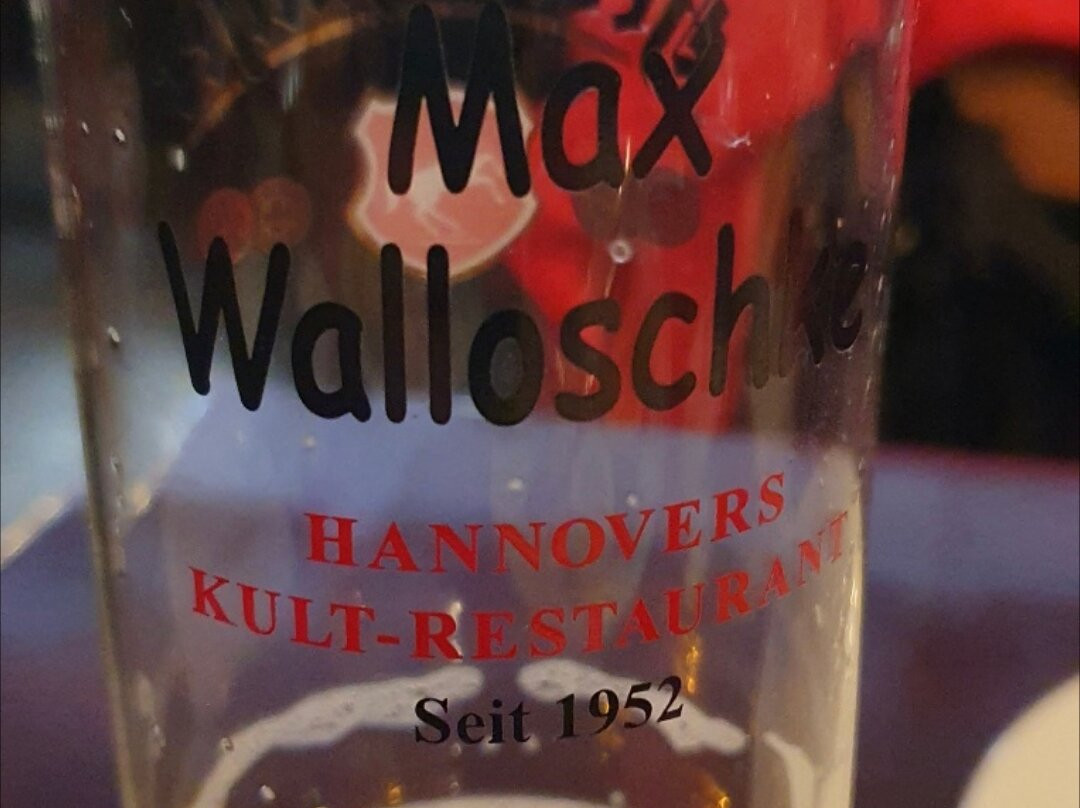 Max
Walloschke
HANNOVERS
KULT-RESTAURANT
Seit 1952